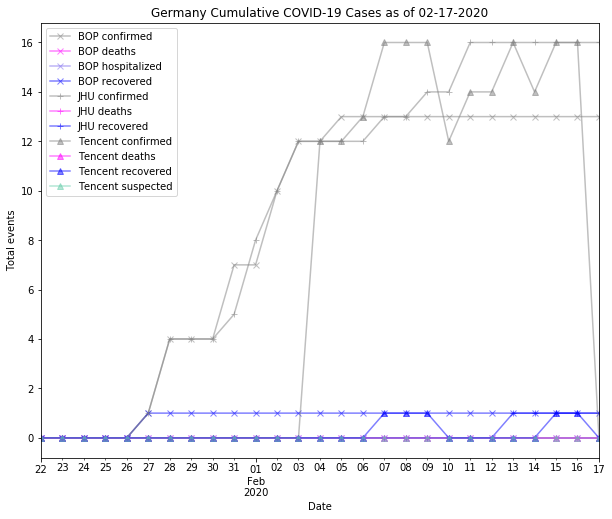 Germany Cumulative COVID-19 Cases as of 02-17-2020
BOP confirmed
BOP deaths
BOP hospitalized
BOP recovered
JHU confirmed
JHU deaths
JHU recovered
Tencent confirmed
Tencent deaths
Tencent recovered
Tencent suspected
Total events
16
14
12
10
8
6
4
2
0
22 23 24 25 26 27 28 29 30 31 01 02 03 04 05 06 07 08 09 10 11 12 13 14 15 16 17
Feb
2020
Date